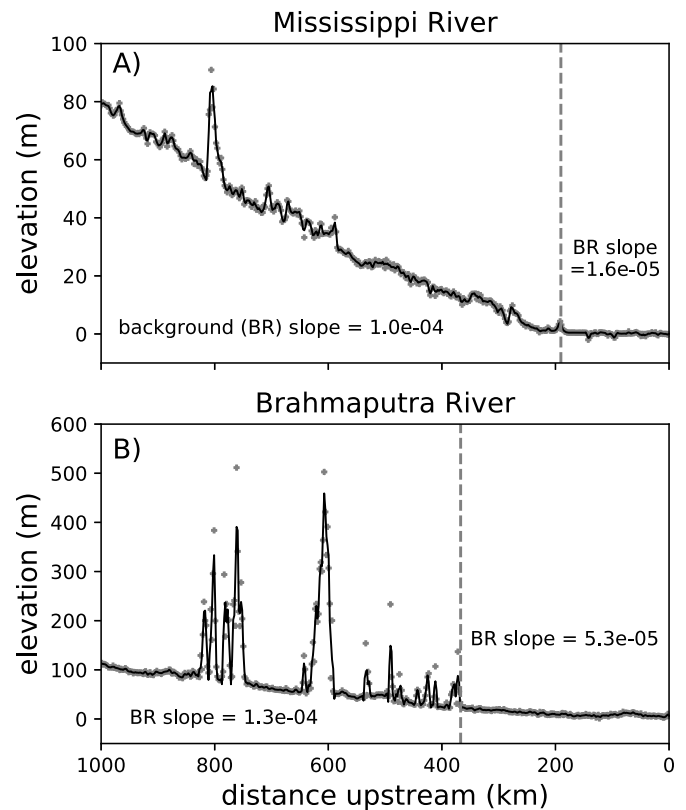 Mississippi River
A)
100
80
60
40
20
0
elevation (m)
BR slope
=1.6e-05
background (BR) slope = 1.0e-04
Brahmaputra River
B)
600
500
400
300
200
100
0
elevation (m)
BR slope = 5.3e-05
BR slope = 1.3e-04
1000 800 600 400 200 0
distance upstream (km)